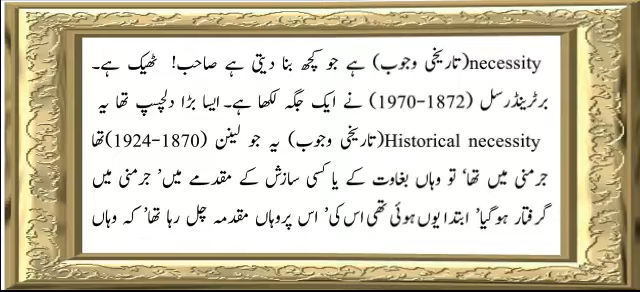 necessity(تاریخی وجوب) ہے جو کچھ بنا دیتی ہے صاحب! ٹھیک ہے۔
برٹرینڈرسل (1872-1970) نے ایک جگہ لکھا ہے۔ ایسا بڑا دلچسپ تھا یہ
Historical necessity(تاریخی وجوب) یہ جو لینن (1870-1924)تھا
جرمنی میں تھا‘ تو وہاں بغاوت کے یا کسی سازش کے مقدمے میں’ جرمنی میں
گرفتار ہوگیا’ ابتدا یوں ہوئی تھی اس کی’ اس پروہاں مقدمہ چل رہا تھا’ کہ وہاں